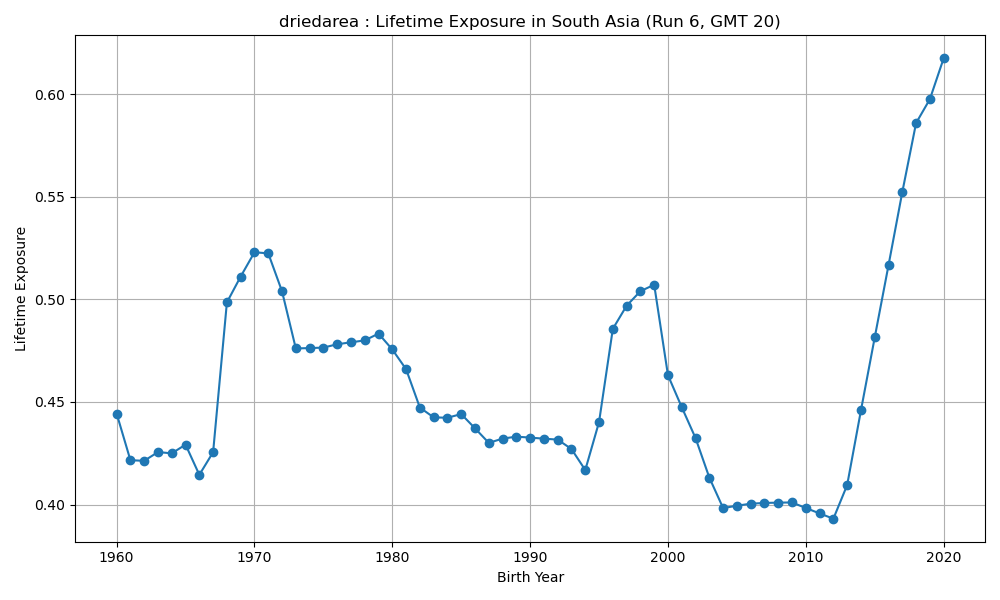 driedarea : Lifetime Exposure in South Asia (Run 6, GMT 20)
Lifetime Exposure
0.60
0.55
0.50
0.45
0.40
1960 1970 1980 1990 2000 2010 2020
Birth Year